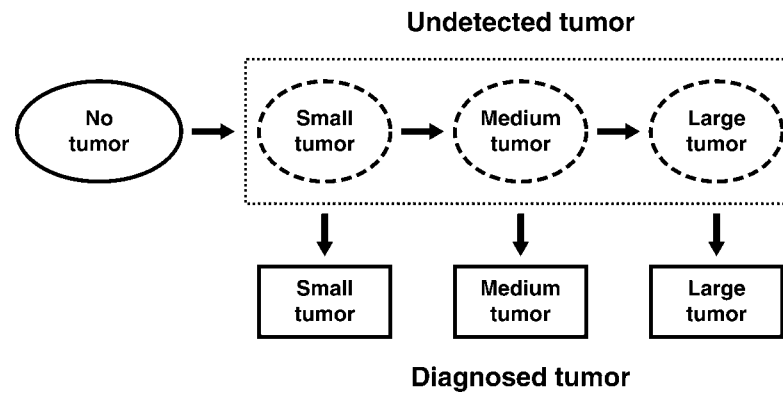 Undetected tumor
No
tumor
Small
tumor
Medium
tumor
Large
tumor
Small
tumor
Medium
tumor
Large
tumor
Diagnosed tumor